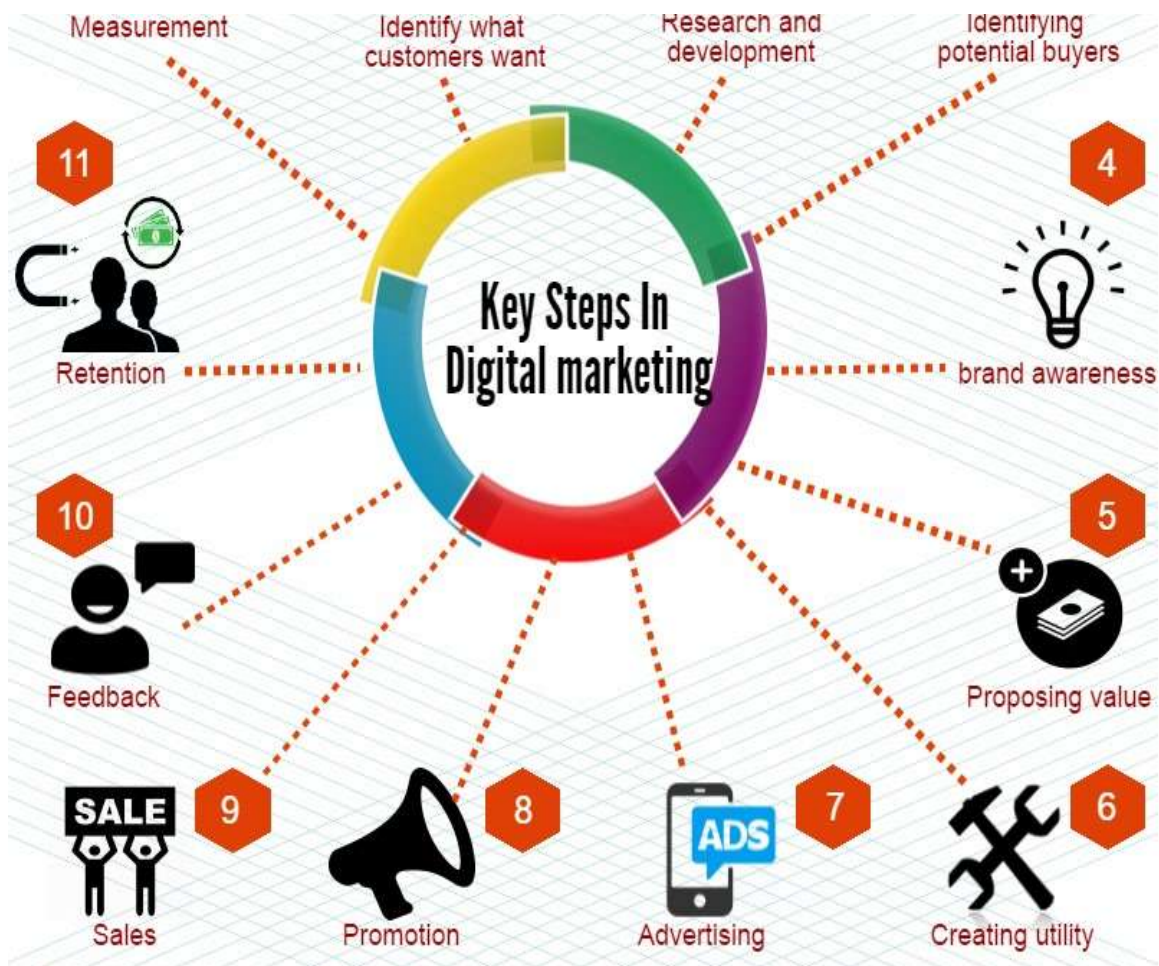 Measurement
Identify what
customers want
Research and
development
Identifying
potential buyers
11
4
Key Steps In
Digital marketing
Retention
brand awareness
10
5
Feedback
Proposing value
SALE
9
8
ADS
7
6
Sales
Promotion
Advertising
Creating utility